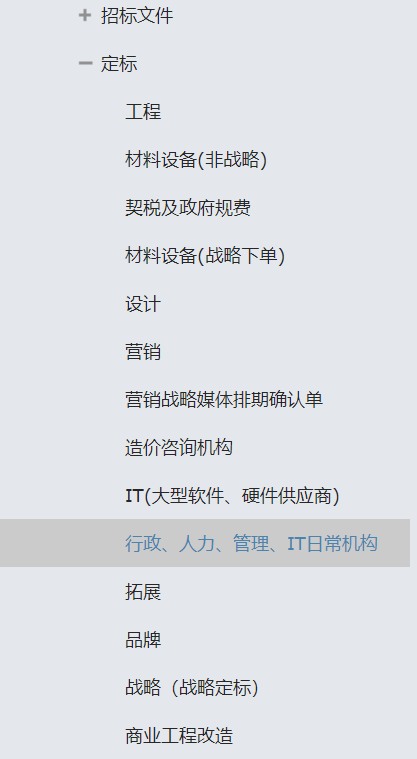 招标文件
定标
工程
材料设备(非战略)
契税及政府规费
材料设备(战略下单)
设计
营销
营销战略媒体排期确认单
造价咨询机构
IT(大型软件、硬件供应商)
行政、人力、管理、IT日常机构
拓展
品牌
战略（战略定标）
商业工程改造